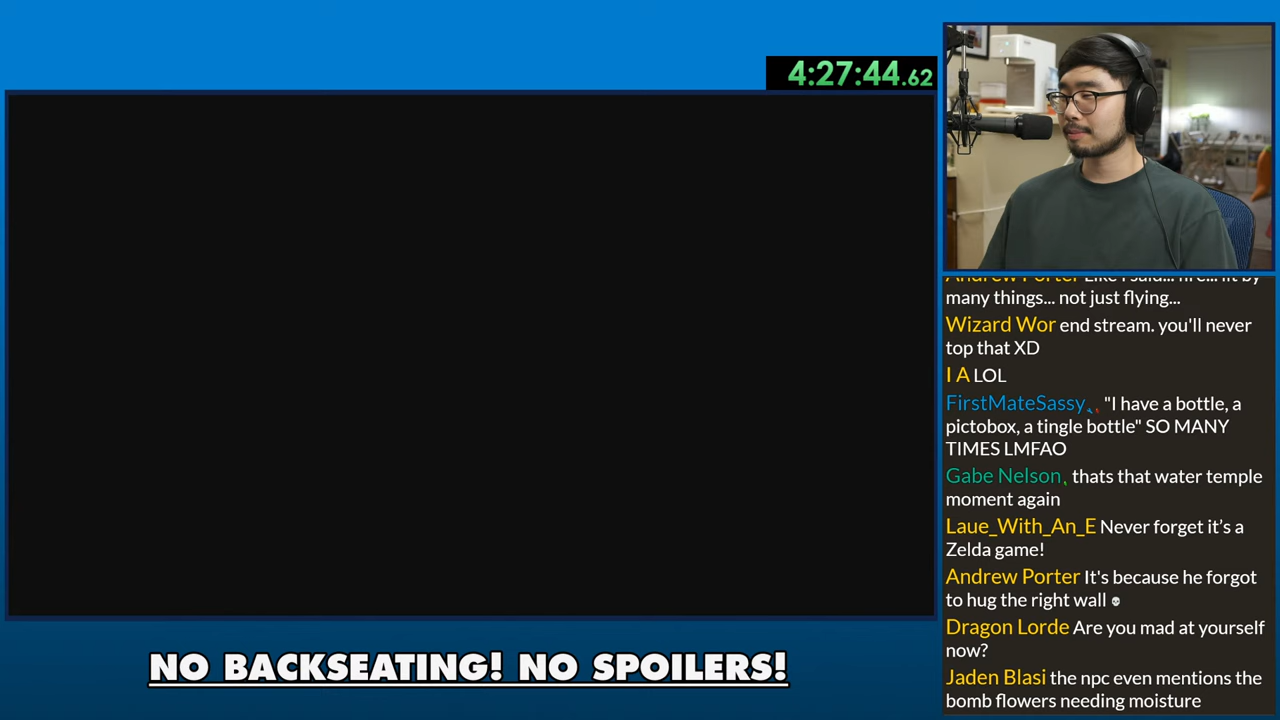 4:27:44.62
many things... not just flying...
Wizard Wor end stream. you'll never
top that XD
I A LOL
FirstMateSassy "I have a bottle, a
pictobox, a tingle bottle" SO MANY
TIMES LMFAO
Gabe Nelson thats that water temple
moment again
Laue_With_An_E Never forget it’s a
Zelda game!
Andrew Porter It's because he forgot
to hug the right wall 💀
Dragon Lorde Are you mad at yourself
now?
Jaden Blasi the npc even mentions the
bomb flowers needing moisture
NO BACKSEATING! NO SPOILERS!